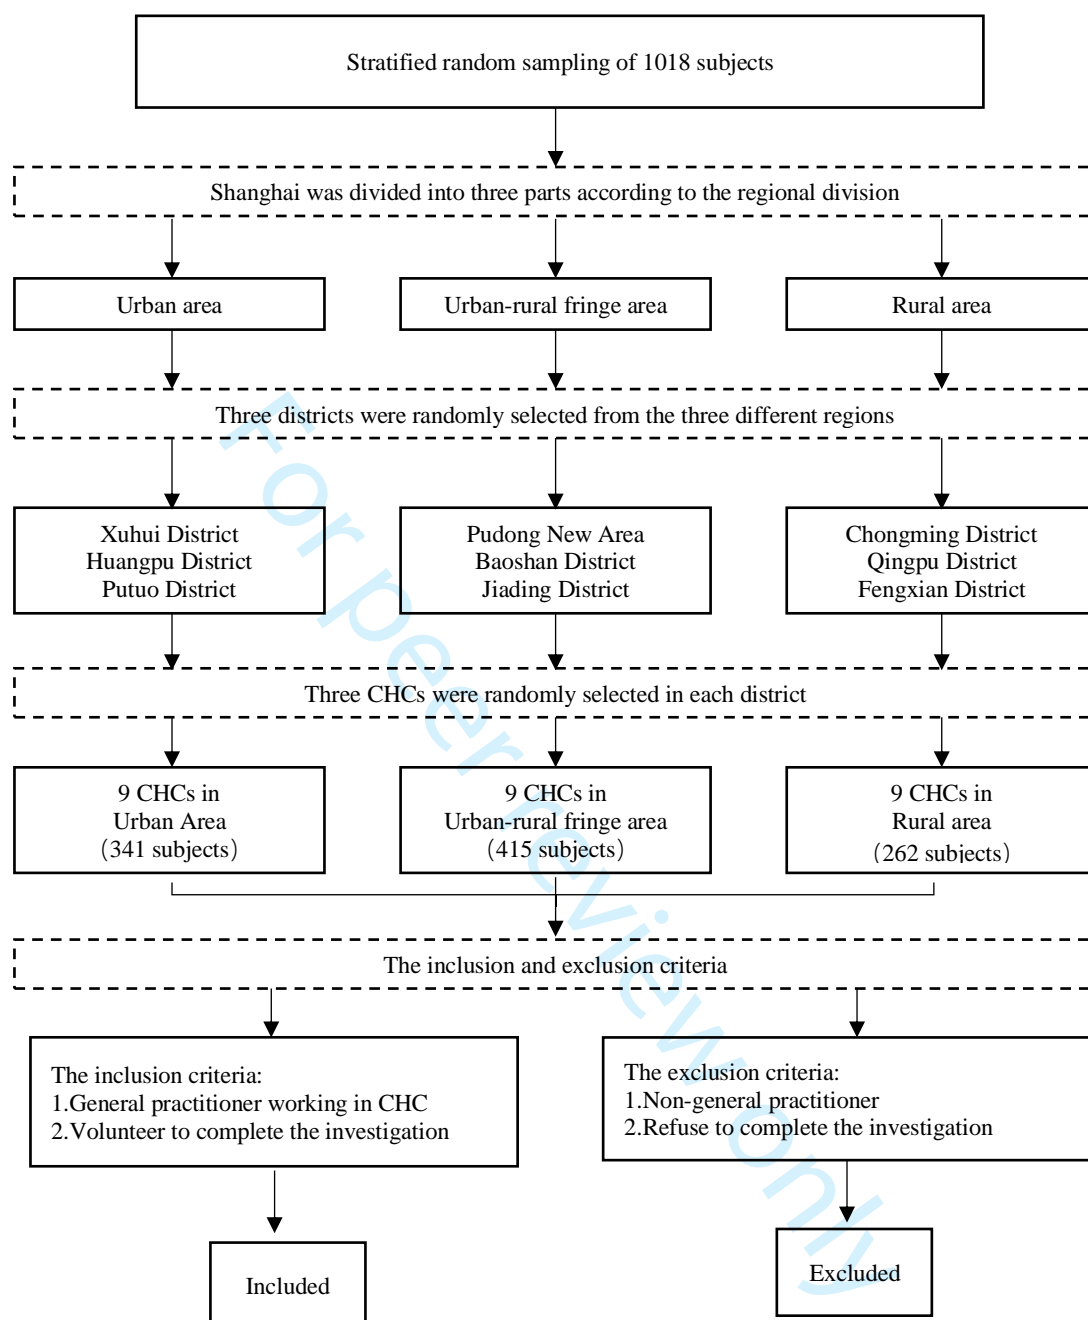 Stratified random sampling of 1018 subjects
Shanghai was divided into three parts according to the regional division
Urban area
Urban-rural fringe area
Rural area
Three districts were randomly selected from the three different regions
Xuhui District
Huangpu District
Putuo District
Pudong New Area
Baoshan District
Jiading District
Chongming District
Qingpu District
Fengxian District
Three CHCs were randomly selected in each district
9 CHCs in
Urban Area
（341 subjects）
9 CHCs in
Urban-rural fringe area
（415 subjects）
9 CHCs in
Rural area
（262 subjects）
The inclusion and exclusion criteria
The inclusion criteria:
1.General practitioner working in CHC
2.Volunteer to complete the investigation
The exclusion criteria:
1.Non-general practitioner
2.Refuse to complete the investigation
Included
Excluded
For peer review only